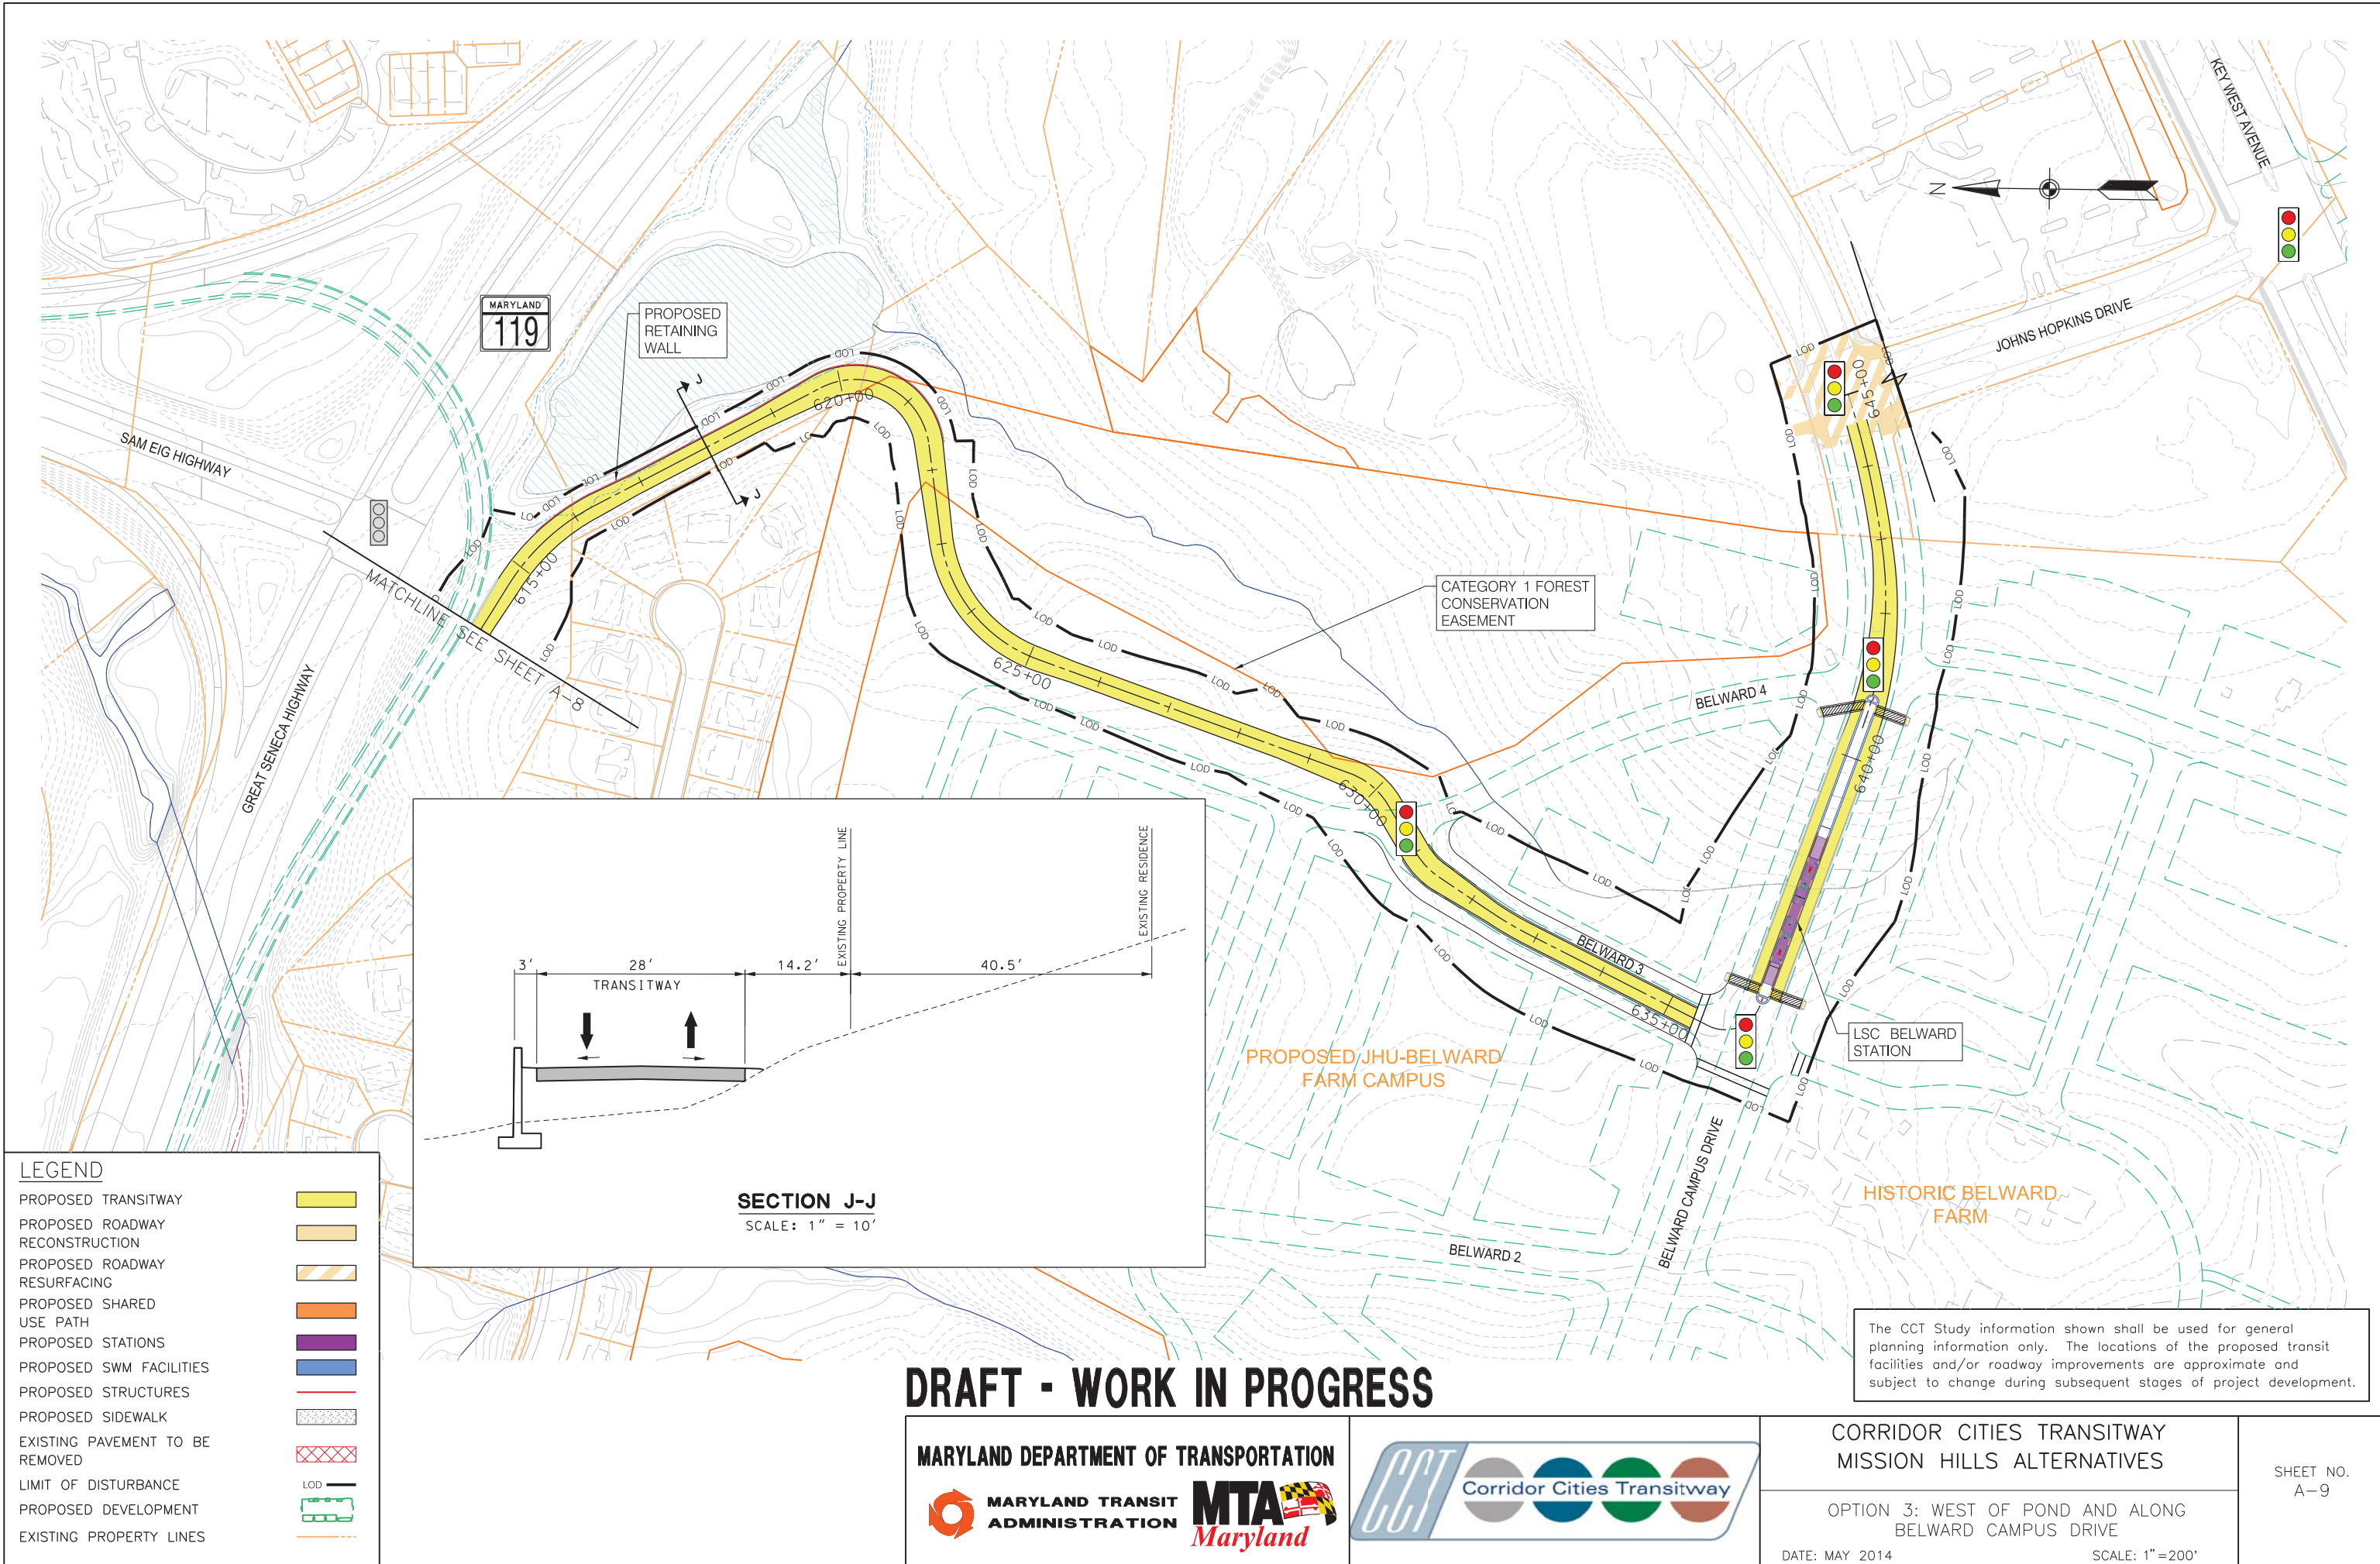 KEY WEST AVENUE
N
JOHNS HOPKINS DRIVE
MARYLAND
119
PROPOSED
RETAINING
WALL
J
J
SAM EIG HIGHWAY
GREAT SENECA HIGHWAY
MATCHLINE SEE SHEET A-8
615+00
620+00
625+00
630+00
635+00
640+00
645+00
LOD
CATEGORY 1 FOREST
CONSERVATION
EASEMENT
BELWARD 4
BELWARD 3
LSC BELWARD
STATION
PROPOSED JHU-BELWARD
FARM CAMPUS
BELWARD CAMPUS DRIVE
HISTORIC BELWARD
FARM
BELWARD 2
EXISTING PROPERTY LINE
EXISTING RESIDENCE
3'
28'
14.2'
40.5'
TRANSITWAY
SECTION J-J
SCALE: 1" = 10'
LEGEND
PROPOSED TRANSITWAY
PROPOSED ROADWAY
RECONSTRUCTION
PROPOSED ROADWAY
RESURFACING
PROPOSED SHARED
USE PATH
PROPOSED STATIONS
PROPOSED SWM FACILITIES
PROPOSED STRUCTURES
PROPOSED SIDEWALK
EXISTING PAVEMENT TO BE
REMOVED
LIMIT OF DISTURBANCE LOD
PROPOSED DEVELOPMENT
EXISTING PROPERTY LINES
The CCT Study information shown shall be used for general
planning information only. The locations of the proposed transit
facilities and/or roadway improvements are approximate and
subject to change during subsequent stages of project development.
DRAFT - WORK IN PROGRESS
MARYLAND DEPARTMENT OF TRANSPORTATION
MARYLAND TRANSIT
ADMINISTRATION
MTA
Maryland
CCT
Corridor Cities Transitway
CORRIDOR CITIES TRANSITWAY
MISSION HILLS ALTERNATIVES
OPTION 3: WEST OF POND AND ALONG
BELWARD CAMPUS DRIVE
DATE: MAY 2014 SCALE: 1"=200'
SHEET NO.
A-9